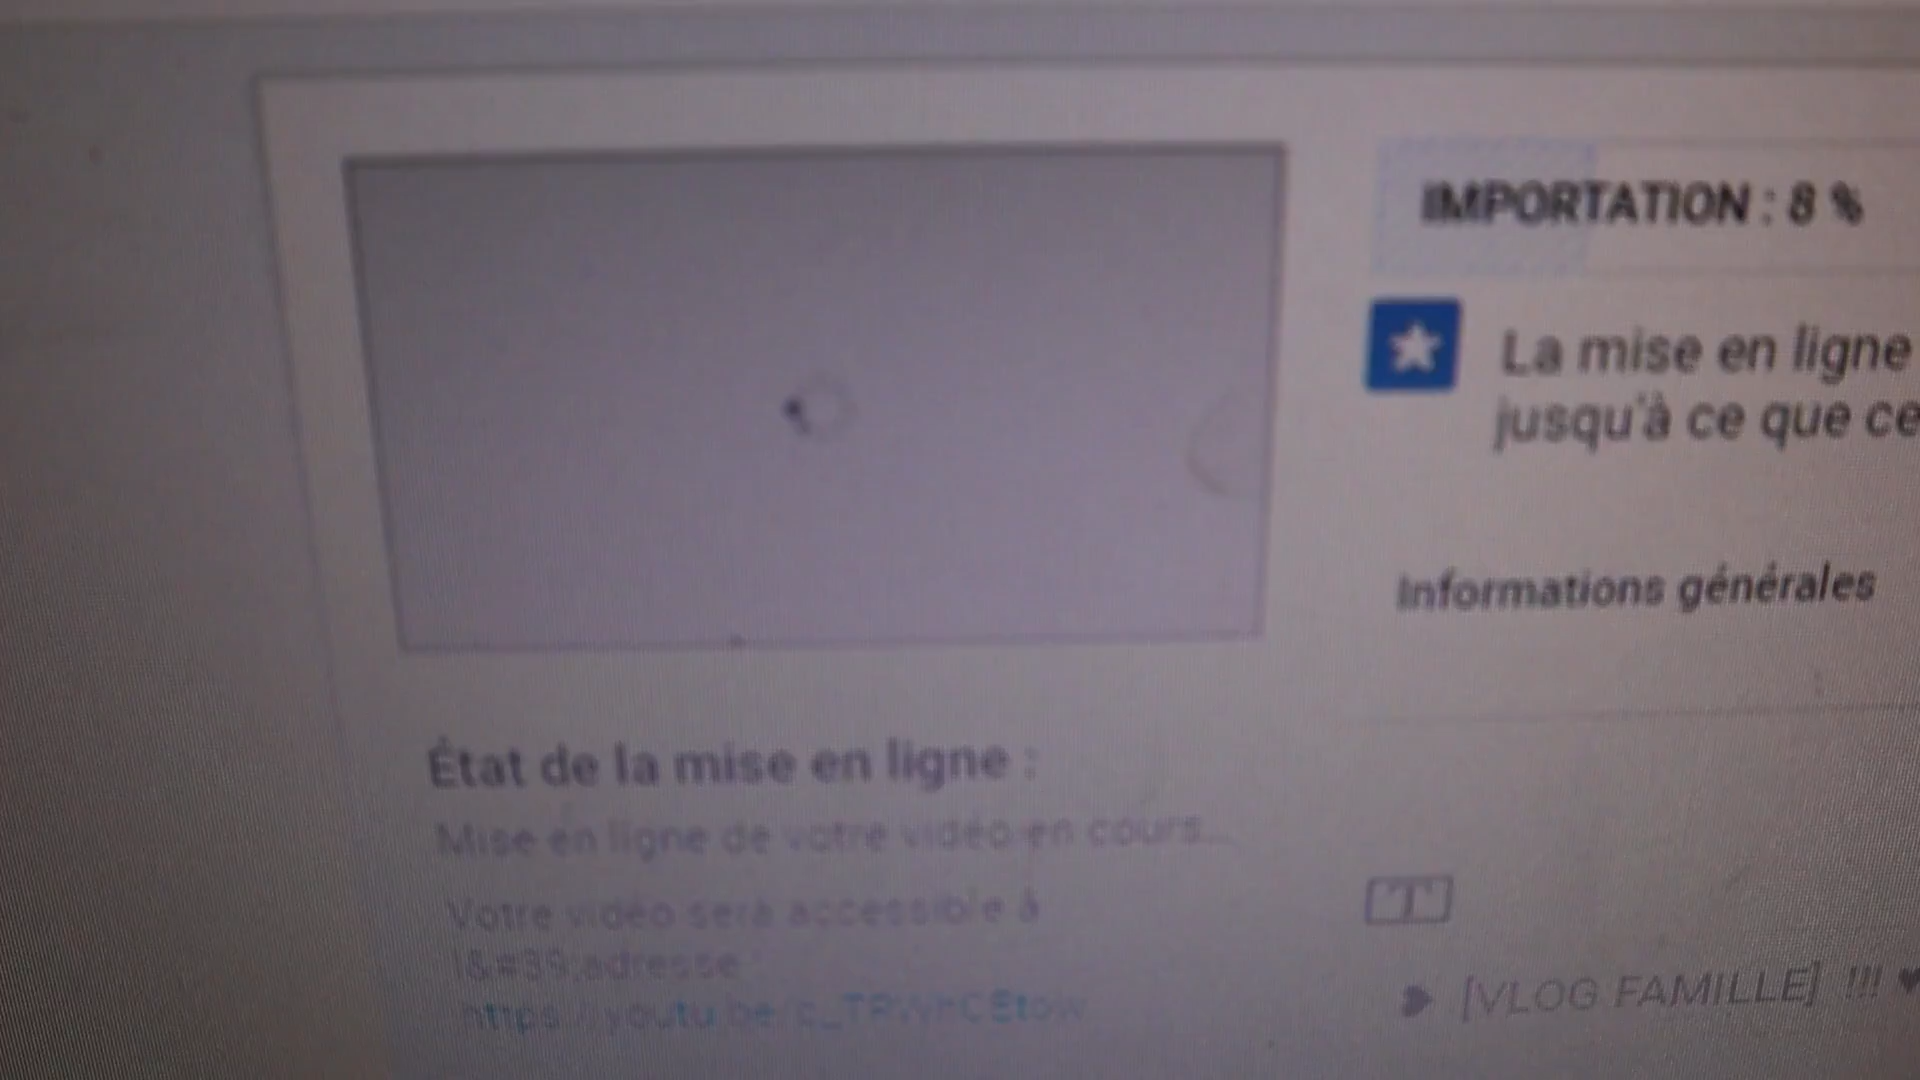 IMPORTATION : 8 %
La mise en ligne
jusqu'à ce que ce
Informations générales
État de la mise en ligne :
Mise en ligne de votre vidéo en cours...
Votre vidéo sera accessible à
l&#39;adresse
[VLOG FAMILLE] !!! ♥